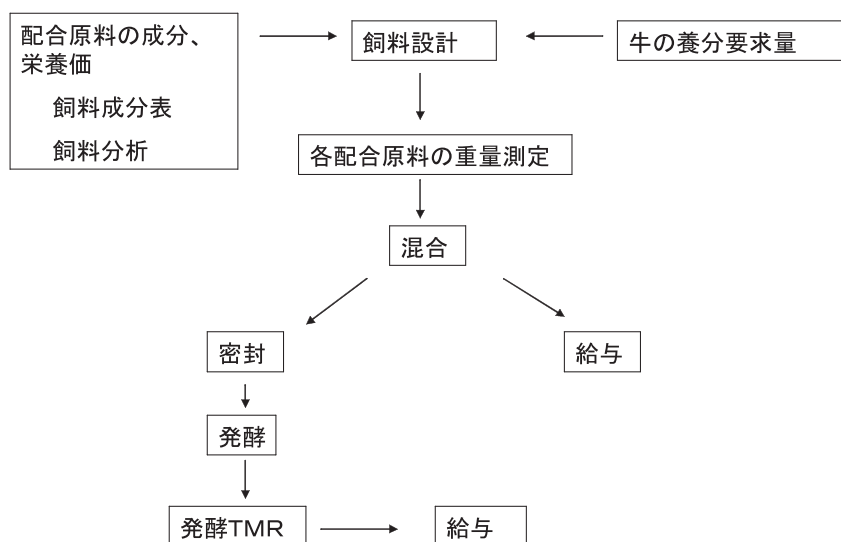 配合原料の成分、
栄養価
飼料成分表
飼料分析
飼料設計
牛の養分要求量
各配合原料の重量測定
混合
密封
給与
発酵
発酵TMR
給与